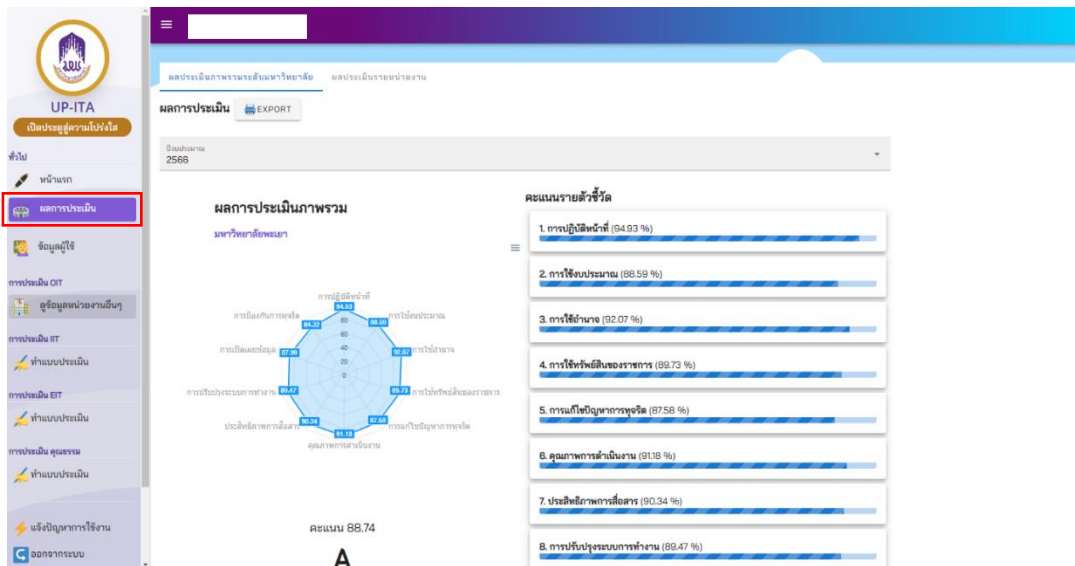 UP-ITA
เปิดประตูสู่ความโปร่งใส
ทั่วไป
หน้าแรก
ผลการประเมิน
ข้อมูลผู้ใช้
การประเมิน OIT
ดูข้อมูลหน่วยงานอื่นๆ
การประเมิน IIT
ทำแบบประเมิน
การประเมิน EIT
ทำแบบประเมิน
การประเมิน คุณธรรม
ทำแบบประเมิน
แจ้งปัญหาการใช้งาน
ออกจากระบบ
ผลประเมินภาพรวมระดับมหาวิทยาลัย ผลประเมินรายหน่วยงาน
ผลการประเมิน EXPORT
ปีงบประมาณ
2566
ผลการประเมินภาพรวม
มหาวิทยาลัยพะเยา
การปฏิบัติหน้าที่
94.93
การป้องกันการทุจริต 84.32 80 88.59 การใช้งบประมาณ
60
การเปิดเผยข้อมูล 87.98 40 92.07 การใช้อำนาจ
20
0
การปรับปรุงระบบการทำงาน 89.47 89.73 การใช้ทรัพย์สินของราชการ
ประสิทธิภาพการสื่อสาร 90.34 87.58 การแก้ไขปัญหาการทุจริต
91.18
คุณภาพการดำเนินงาน
คะแนน 88.74
A
คะแนนรายตัวชี้วัด
1. การปฏิบัติหน้าที่ (94.93 %)
2. การใช้งบประมาณ (88.59 %)
3. การใช้อำนาจ (92.07 %)
4. การใช้ทรัพย์สินของราชการ (89.73 %)
5. การแก้ไขปัญหาการทุจริต (87.58 %)
6. คุณภาพการดำเนินงาน (91.18 %)
7. ประสิทธิภาพการสื่อสาร (90.34 %)
8. การปรับปรุงระบบการทำงาน (89.47 %)